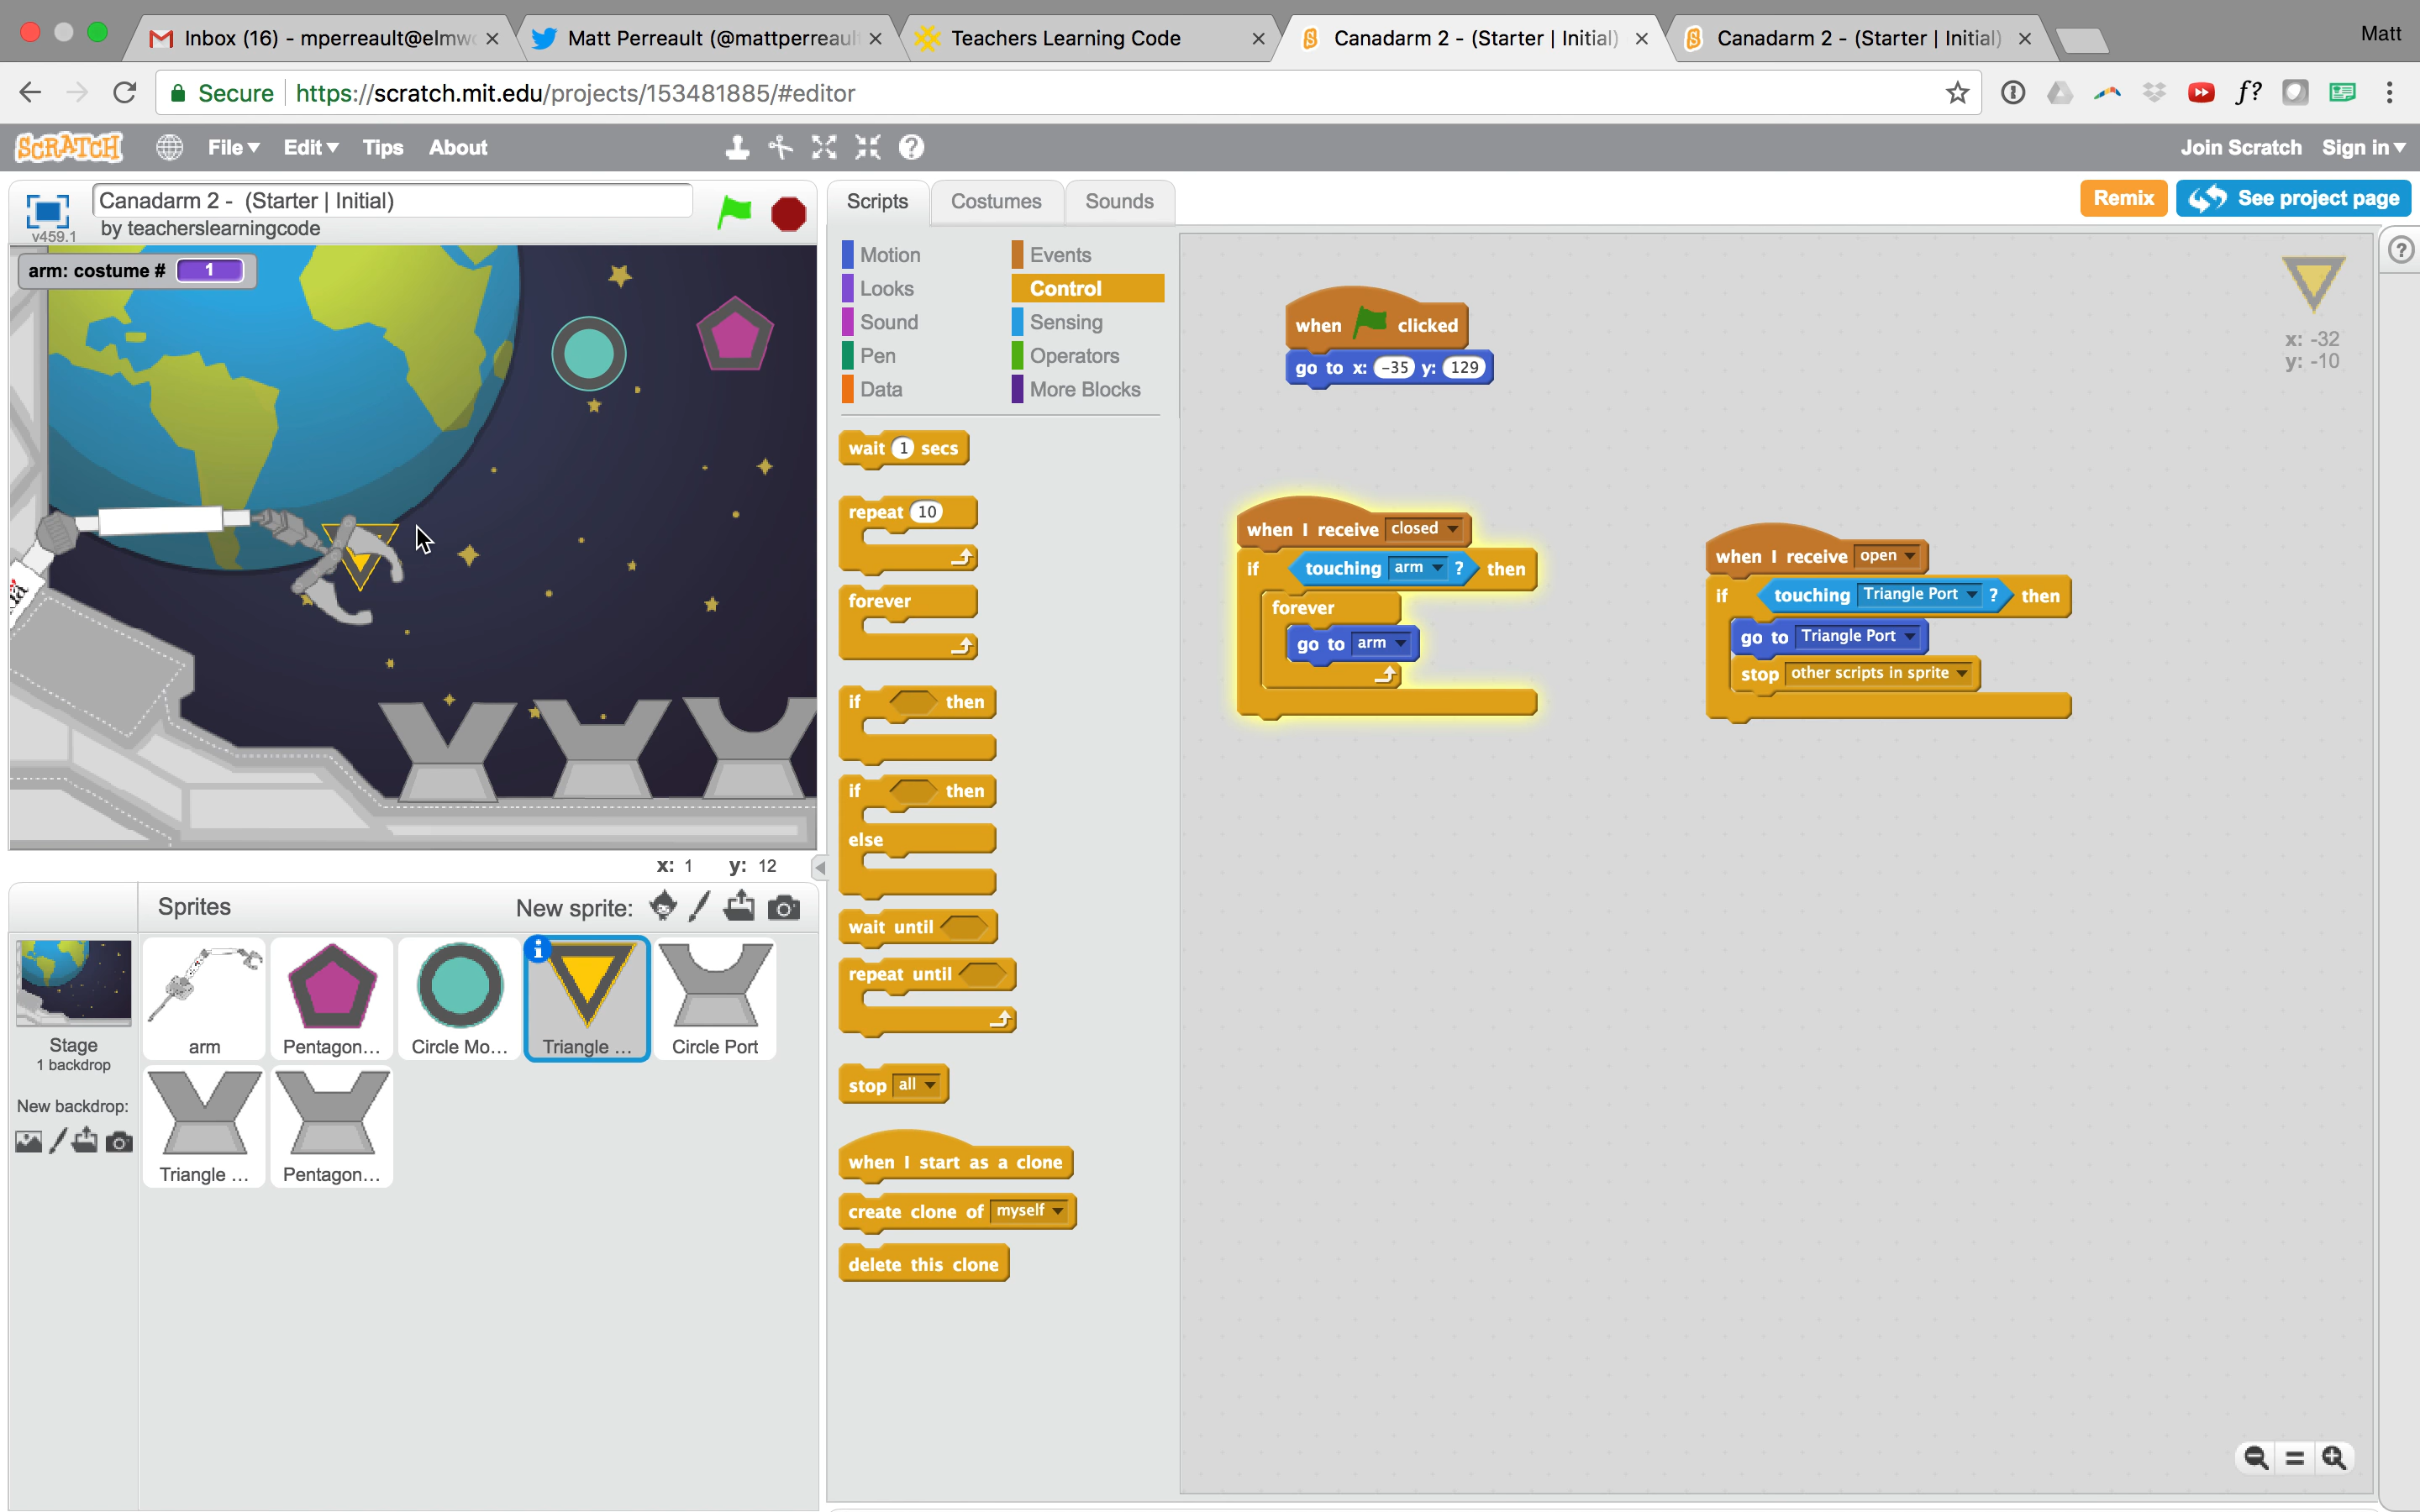 Inbox (16) - mperreault@elmw
Matt Perreault (@mattperreaul
Teachers Learning Code
Canadarm 2 - (Starter | Initial)
Canadarm 2 - (Starter | Initial)
Matt
Secure
https://scratch.mit.edu/projects/153481885/#editor
f?
SCRATCH
File
Edit
Tips
About
Join Scratch
Sign in
v459.1
Canadarm 2 - (Starter | Initial)
by teacherslearningcode
Scripts
Costumes
Sounds
Remix
See project page
arm: costume # 1
Motion
Looks
Sound
Pen
Data
Events
Control
Sensing
Operators
More Blocks
wait 1 secs
repeat 10
forever
if then
if then
else
wait until
repeat until
stop all
when I start as a clone
create clone of myself
delete this clone
when clicked
go to x: -35 y: 129
when I receive closed
if touching arm ? then
forever
go to arm
when I receive open
if touching Triangle Port ? then
go to Triangle Port
stop other scripts in sprite
x: -32
y: -10
x: 1 y: 12
Sprites
New sprite:
Stage
1 backdrop
New backdrop:
arm
Pentagon...
Circle Mo...
Triangle ...
Circle Port
Triangle ...
Pentagon...